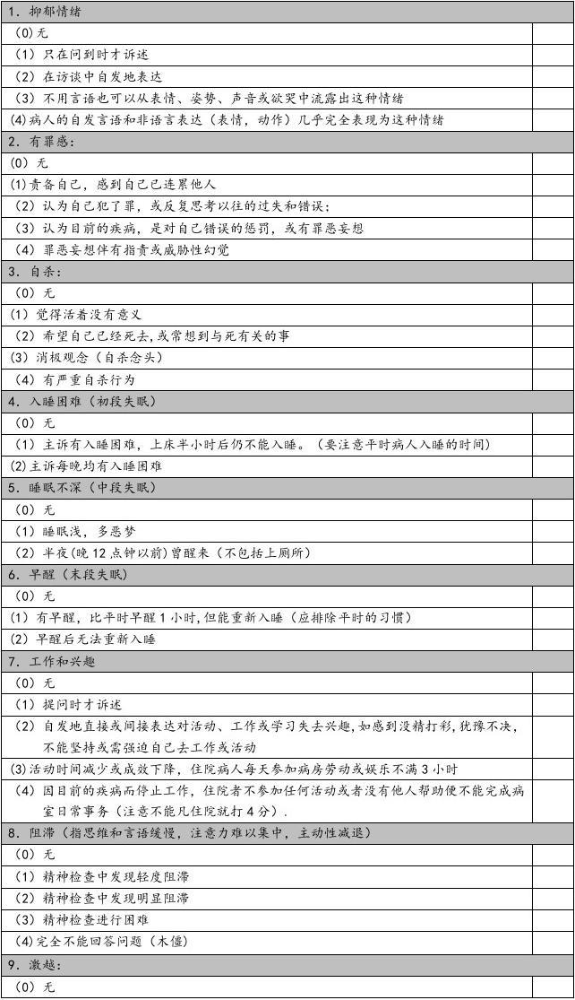 1. 抑郁情绪
(0)无
(1) 只在问到时才诉述
(2) 在访谈中自发地表达
(3) 不用言语也可以从表情、姿势、声音或欲哭中流露出这种情绪
(4)病人的自发言语和非语言表达(表情,动作)几乎完全表现为这种情绪
2. 有罪感:
(0) 无
(1)责备自己,感到自己已连累他人
(2) 认为自己犯了罪,或反复思考以往的过失和错误;
(3) 认为目前的疾病,是对自己错误的惩罚,或有罪恶妄想
(4) 罪恶妄想伴有指责或威胁性幻觉
3. 自杀:
(0) 无
(1) 觉得活着没有意义
(2) 希望自己已经死去,或常想到与死有关的事
(3) 消极观念(自杀念头)
(4) 有严重自杀行为
4. 入睡困难(初段失眠)
(0) 无
(1) 主诉有入睡困难,上床半小时后仍不能入睡。(要注意平时病人入睡的时间)
(2)主诉每晚均有入睡困难
5. 睡眠不深(中段失眠)
(0) 无
(1) 睡眠浅,多恶梦
(2) 半夜(晚12点钟以前)曾醒来(不包括上厕所)
6. 早醒(末段失眠)
(0) 无
(1) 有早醒,比平时早醒1小时,但能重新入睡(应排除平时的习惯)
(2) 早醒后无法重新入睡
7. 工作和兴趣
(0) 无
(1) 提问时才诉述
(2) 自发地直接或间接表达对活动、工作或学习失去兴趣,如感到没精打彩,犹豫不决,
不能坚持或需强迫自己去工作或活动
(3)活动时间减少或成效下降,住院病人每天参加病房劳动或娱乐不满3小时
(4) 因目前的疾病而停止工作,住院者不参加任何活动或者没有他人帮助便不能完成病
室日常事务(注意不能凡住院就打4分).
8. 阻滞(指思维和言语缓慢,注意力难以集中,主动性减退)
(0) 无
(1) 精神检查中发现轻度阻滞
(2) 精神检查中发现明显阻滞
(3) 精神检查进行困难
(4)完全不能回答问题(木僵)
9. 激越:
(0) 无